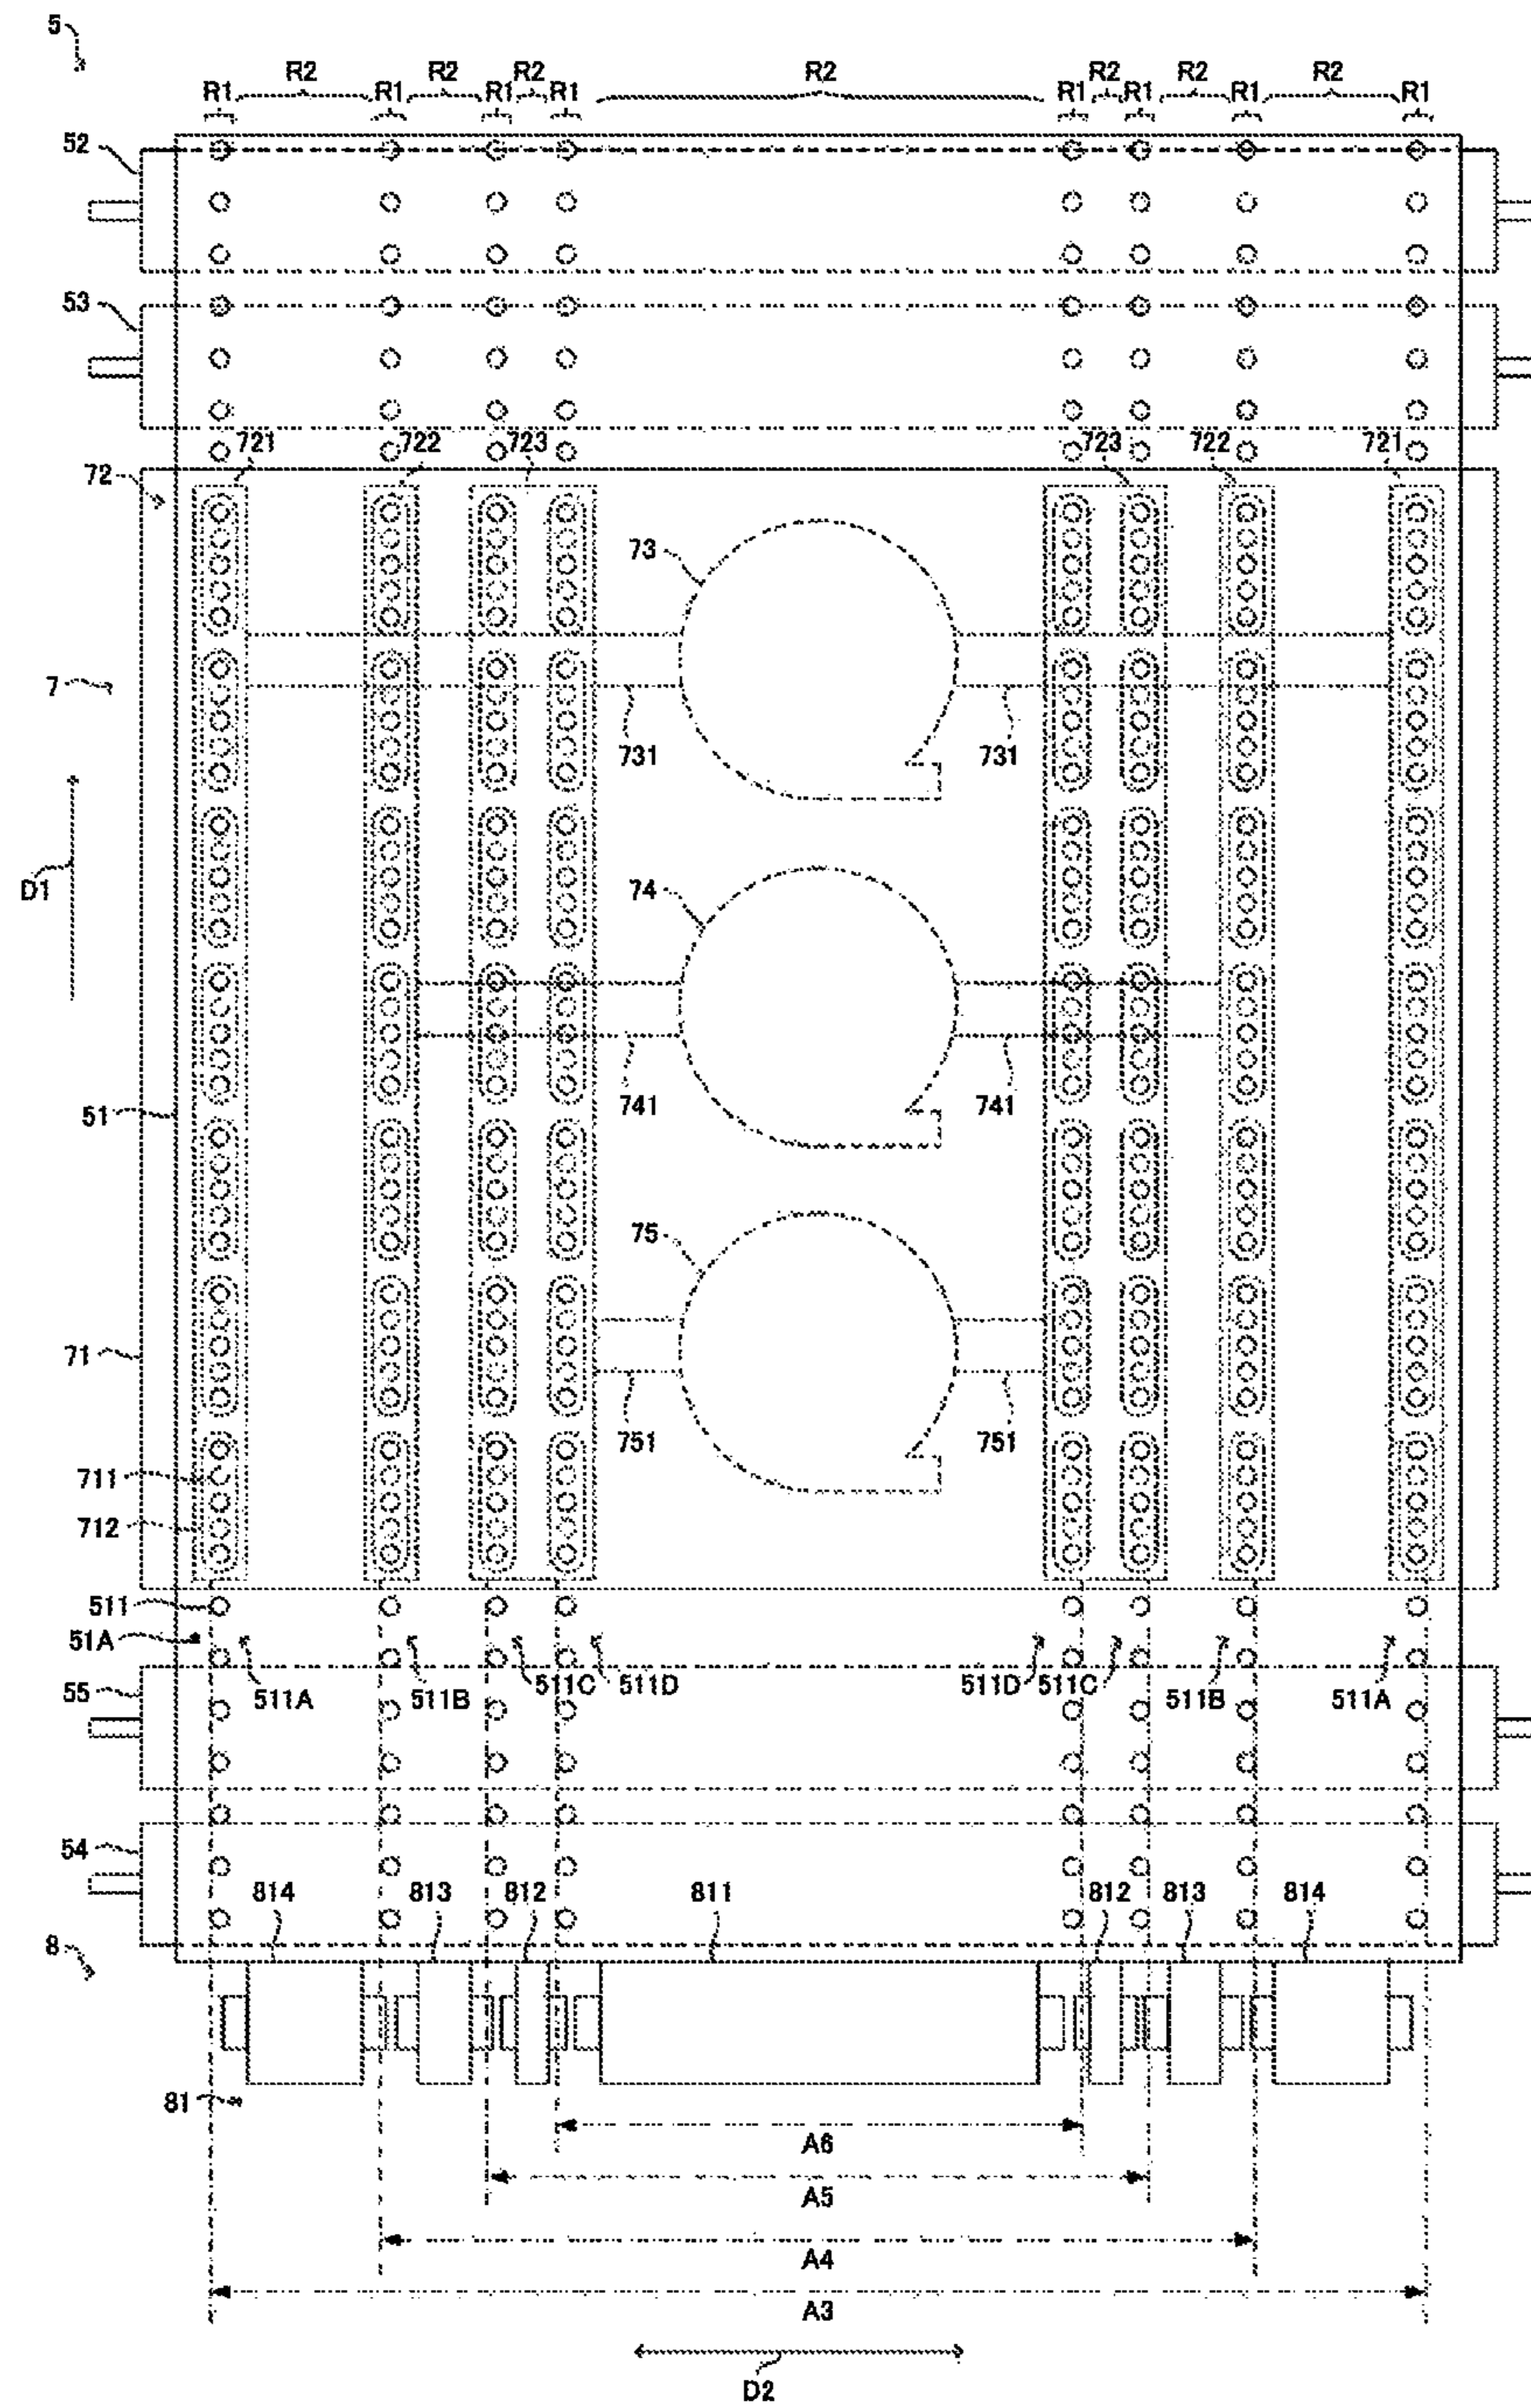 5
R2 R2 R2 R2 R2 R2 R2
R1 R1 R1 R1 R1 R1 R1 R1
52
53
721 722 723 723 722 721
72
73
7
731 731
D1
74
741 741
51
75
71
751 751
711
712
511
51A
55
511A 511B 511C 511D 511D 511C 511B 511A
54
814 813 812 811 812 813 814
8
81
A6
A5
A4
A3
D2